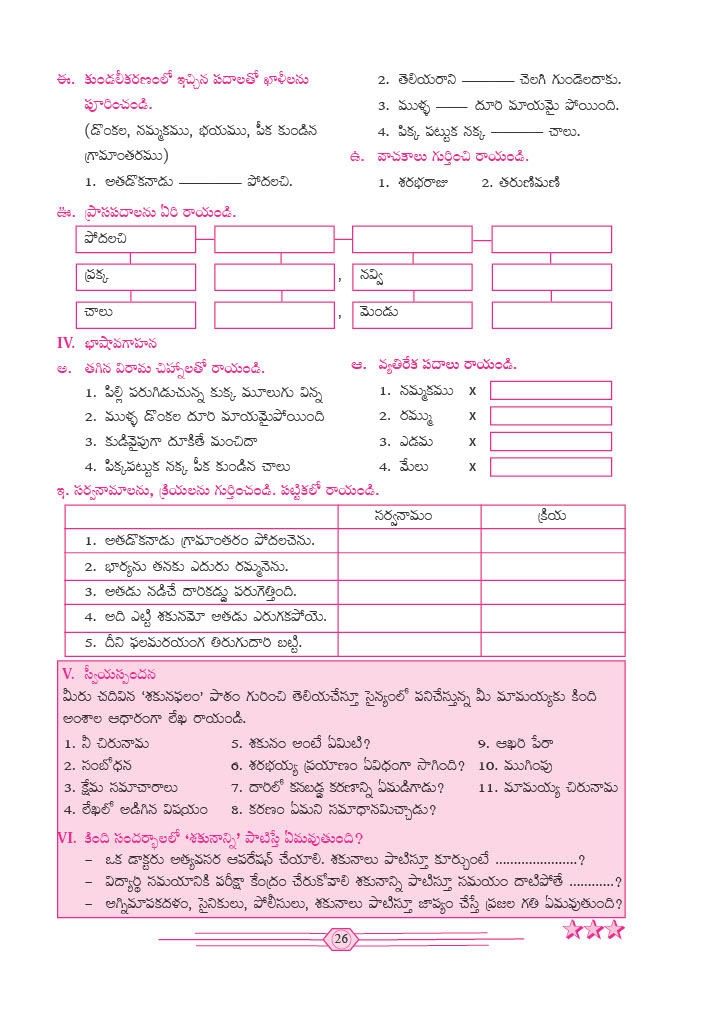 ఈ. కుండలీకరణంలో ఇచ్చిన పదాలతో ఖాళీలను
పూరించండి.
(డొంకల, నమ్మకము, భయము, పీక కుండిన
గ్రామాంతరము)
1. అతడొకనాడు ———— పోదలచి.
2. తెలియరాని ———— చెలగి గుండెలదాకు.
3. ముళ్ళ ——— దూరి మాయమై పోయింది.
4. పిక్క పట్టుక నక్క ———— చాలు.
ఉ. వాచకాలు గుర్తించి రాయండి.
1. శరభరాజు 2. తరుణిమణి
ఊ. ప్రాసపదాలను ఏరి రాయండి.
పోదలచి
ప్రక్క , నవ్వి
చాలు , మెండు
IV. భాషావగాహన
అ. తగిన విరామ చిహ్నాలతో రాయండి.
1. పిల్లి పరుగిడుచున్న కుక్క మూలుగు విన్న
2. ముళ్ళ డొంకల దూరి మాయమైపోయింది
3. కుడివైపుగా దూకితే మంచిదా
4. పిక్కపట్టుక నక్క పీక కుండిన చాలు
ఆ. వ్యతిరేక పదాలు రాయండి.
1. నమ్మకము x
2. రమ్ము x
3. ఎడమ x
4. మేలు x
ఇ. సర్వనామాలను, క్రియలను గుర్తించండి. పట్టికలో రాయండి.
సర్వనామం క్రియ
1. అతడొకనాడు గ్రామాంతరం పోదలచెను.
2. భార్యను తనకు ఎదురు రమ్మనెను.
3. అతడు నడిచే దారికడ్డు పరుగెత్తింది.
4. అది ఎట్టి శకునమో అతడు ఎరుగకపోయె.
5. దీని ఫలమరయంగ తిరుగుదారి బట్టి.
V. స్వీయస్పందన
మీరు చదివిన ‘శకునఫలం’ పాఠం గురించి తెలియచేస్తూ సైన్యంలో పనిచేస్తున్న మీ మామయ్యకు కింది
అంశాల ఆధారంగా లేఖ రాయండి.
1. నీ చిరునామ 5. శకునం అంటే ఏమిటి? 9. ఆఖరి పేరా
2. సంబోధన 6. శరభయ్య ప్రయాణం ఏవిధంగా సాగింది? 10. ముగింపు
3. క్షేమ సమాచారాలు 7. దారిలో కనబడ్డ కరణాన్ని ఏమడిగాడు? 11. మామయ్య చిరునామ
4. లేఖలో అడిగిన విషయం 8. కరణం ఏమని సమాధానమిచ్చాడు?
VI. కింది సందర్భాలలో ‘శకునాన్ని’ పాటిస్తే ఏమవుతుంది?
– ఒక డాక్టరు అత్యవసర ఆపరేషన్ చేయాలి. శకునాలు పాటిస్తూ కూర్చుంటే .......................?
– విద్యార్థి సమయానికి పరీక్షా కేంద్రం చేరుకోవాలి శకునాన్ని పాటిస్తూ సమయం దాటిపోతే ............?
– అగ్నిమాపకదళం, సైనికులు, పోలీసులు, శకునాలు పాటిస్తూ జాప్యం చేస్తే ప్రజల గతి ఏమవుతుంది?
26